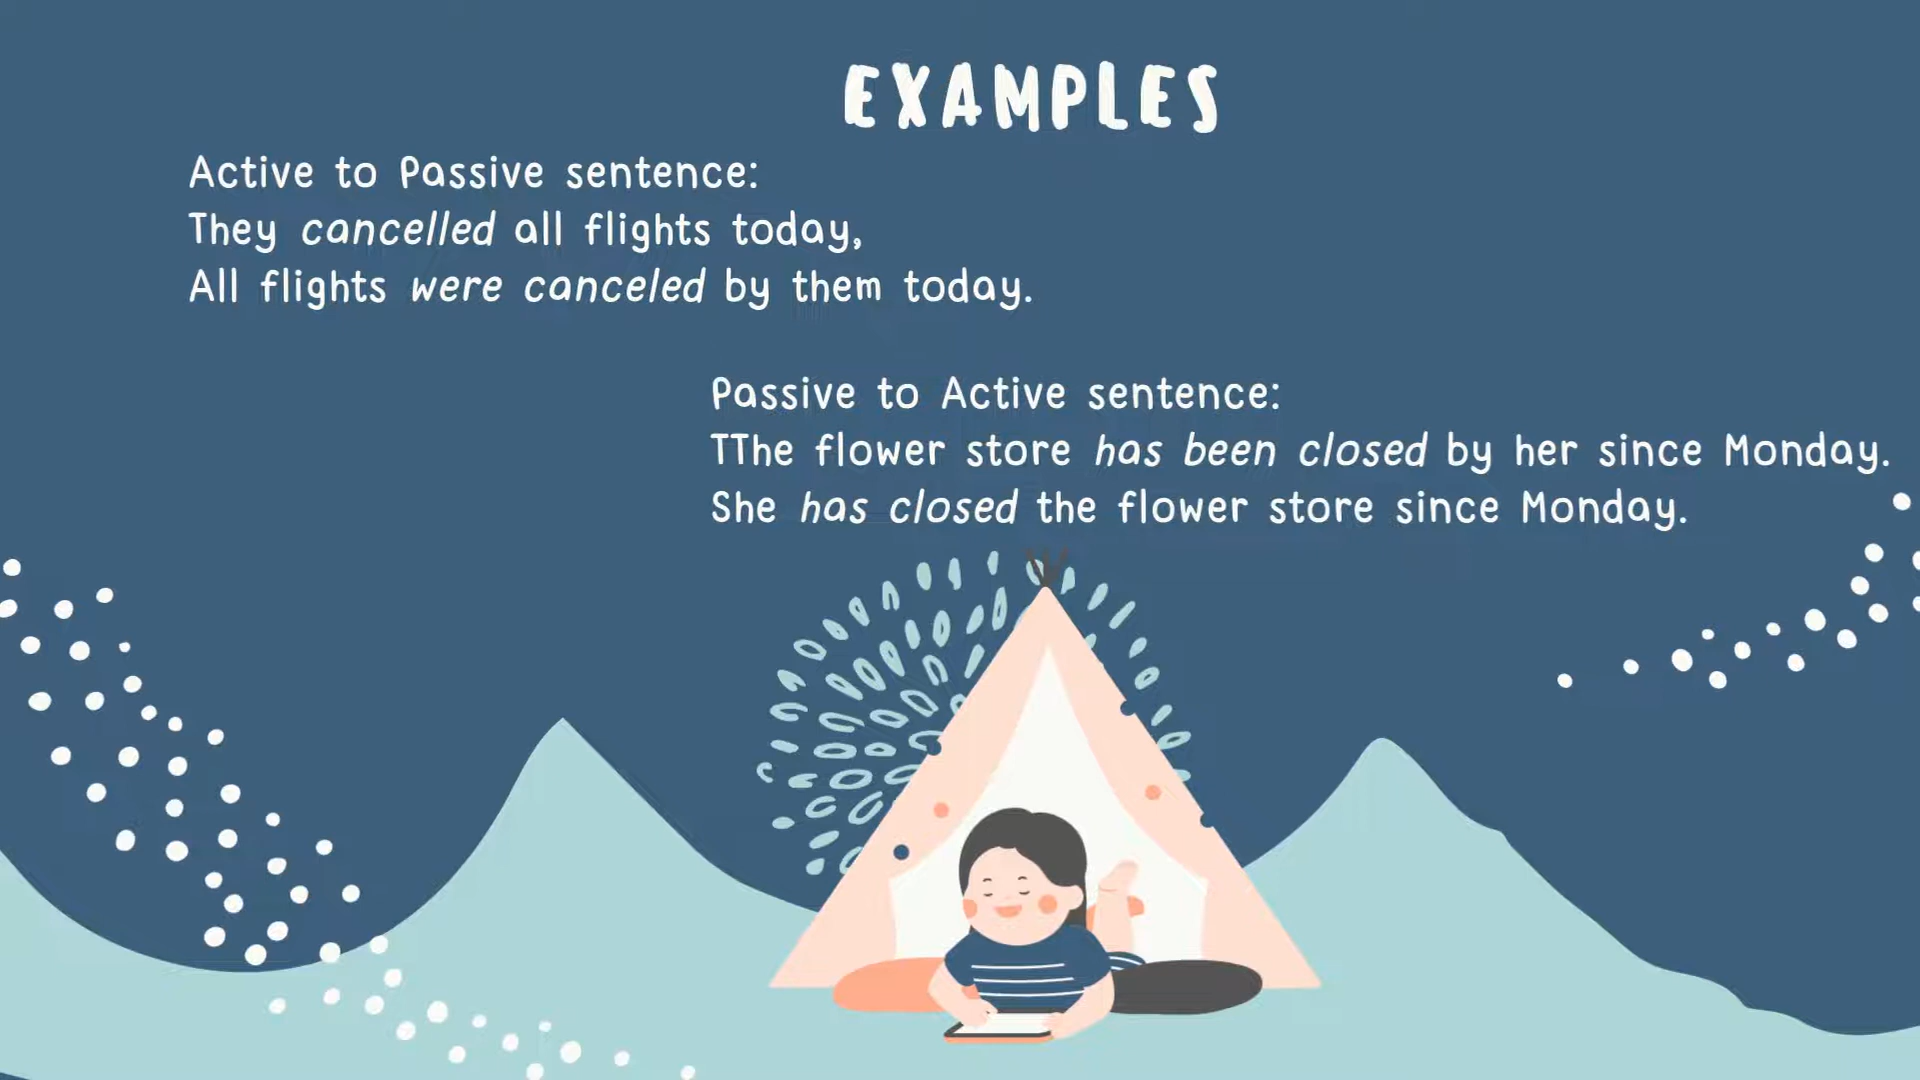 EXAMPLES
Active to Passive sentence:
They cancelled all flights today,
All flights were canceled by them today.
Passive to Active sentence:
TThe flower store has been closed by her since Monday.
She has closed the flower store since Monday.